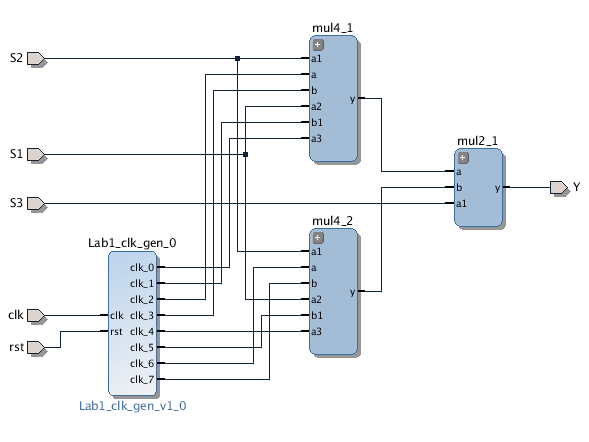 mul4_1
S2
a1
a
b
a2
b1
a3
y
S1
mul2_1
a
b
a1
y
Y
S3
mul4_2
a1
a
b
a2
b1
a3
y
Lab1_clk_gen_0
clk_0
clk_1
clk_2
clk clk_3
rst clk_4
clk_5
clk_6
clk_7
clk
rst
Lab1_clk_gen_v1_0